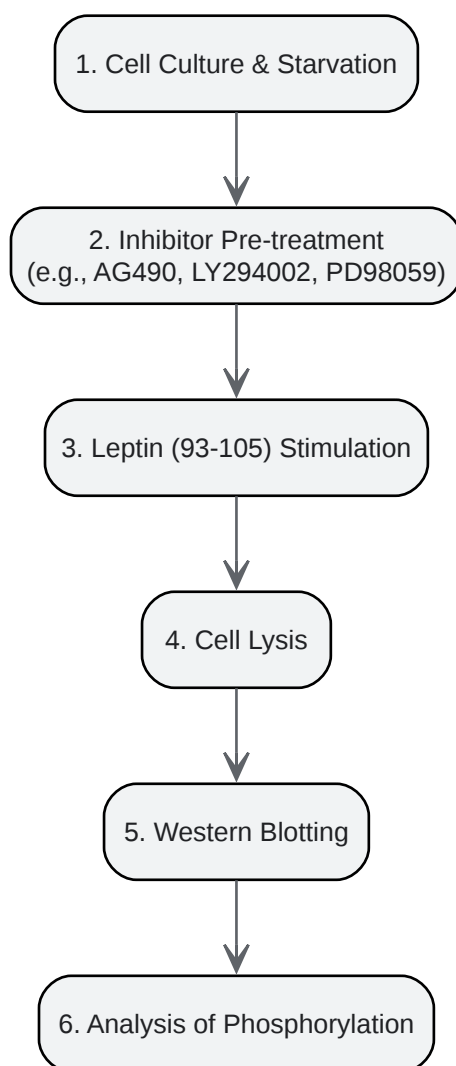 1. Cell Culture & Starvation
2. Inhibitor Pre-treatment
(e.g., AG490, LY294002, PD98059)
3. Leptin (93-105) Stimulation
4. Cell Lysis
5. Western Blotting
6. Analysis of Phosphorylation